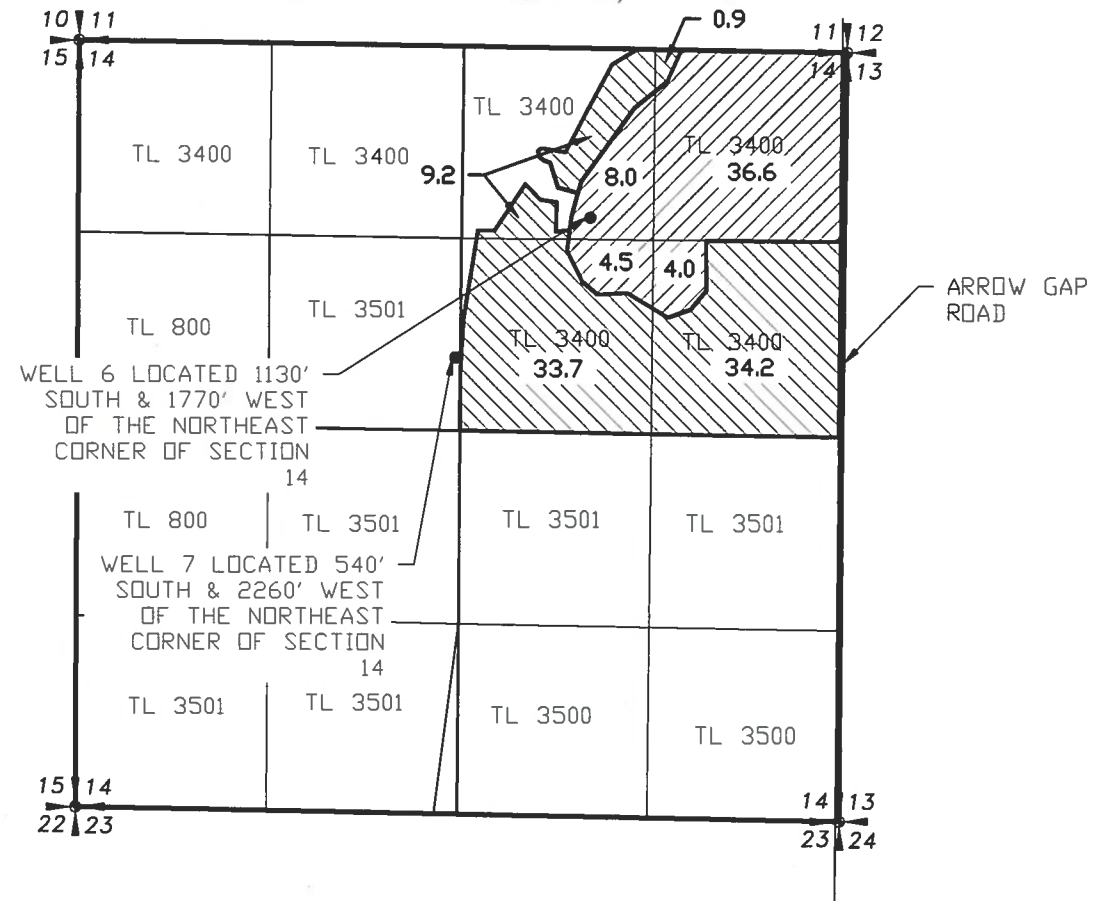 0.9
10 11
11 12
15 14
14 13
TL 3400
TL 3400
TL 3400
TL 3400
36.6
9.2
8.0
4.5
4.0
ARROW GAP
ROAD
TL 3501
TL 800
TL 3400
33.7
TL 3400
34.2
WELL 6 LOCATED 1130'
SOUTH & 1770' WEST
OF THE NORTHEAST
CORNER OF SECTION
14
TL 800
TL 3501
TL 3501
TL 3501
WELL 7 LOCATED 540'
SOUTH & 2260' WEST
OF THE NORTHEAST
CORNER OF SECTION
14
TL 3501
TL 3501
TL 3500
TL 3500
15 14
14 13
22 23
23 24